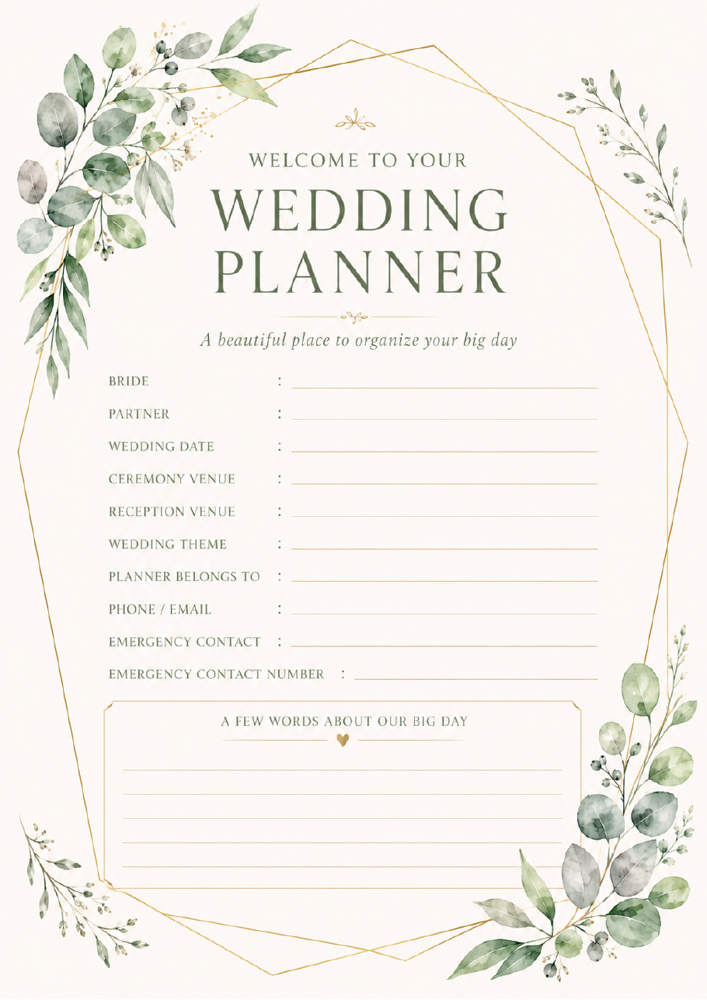 WELCOME TO YOUR
WEDDING
PLANNER
A beautiful place to organize your big day
BRIDE :
PARTNER :
WEDDING DATE :
CEREMONY VENUE :
RECEPTION VENUE :
WEDDING THEME :
PLANNER BELONGS TO :
PHONE / EMAIL :
EMERGENCY CONTACT :
EMERGENCY CONTACT NUMBER :
A FEW WORDS ABOUT OUR BIG DAY